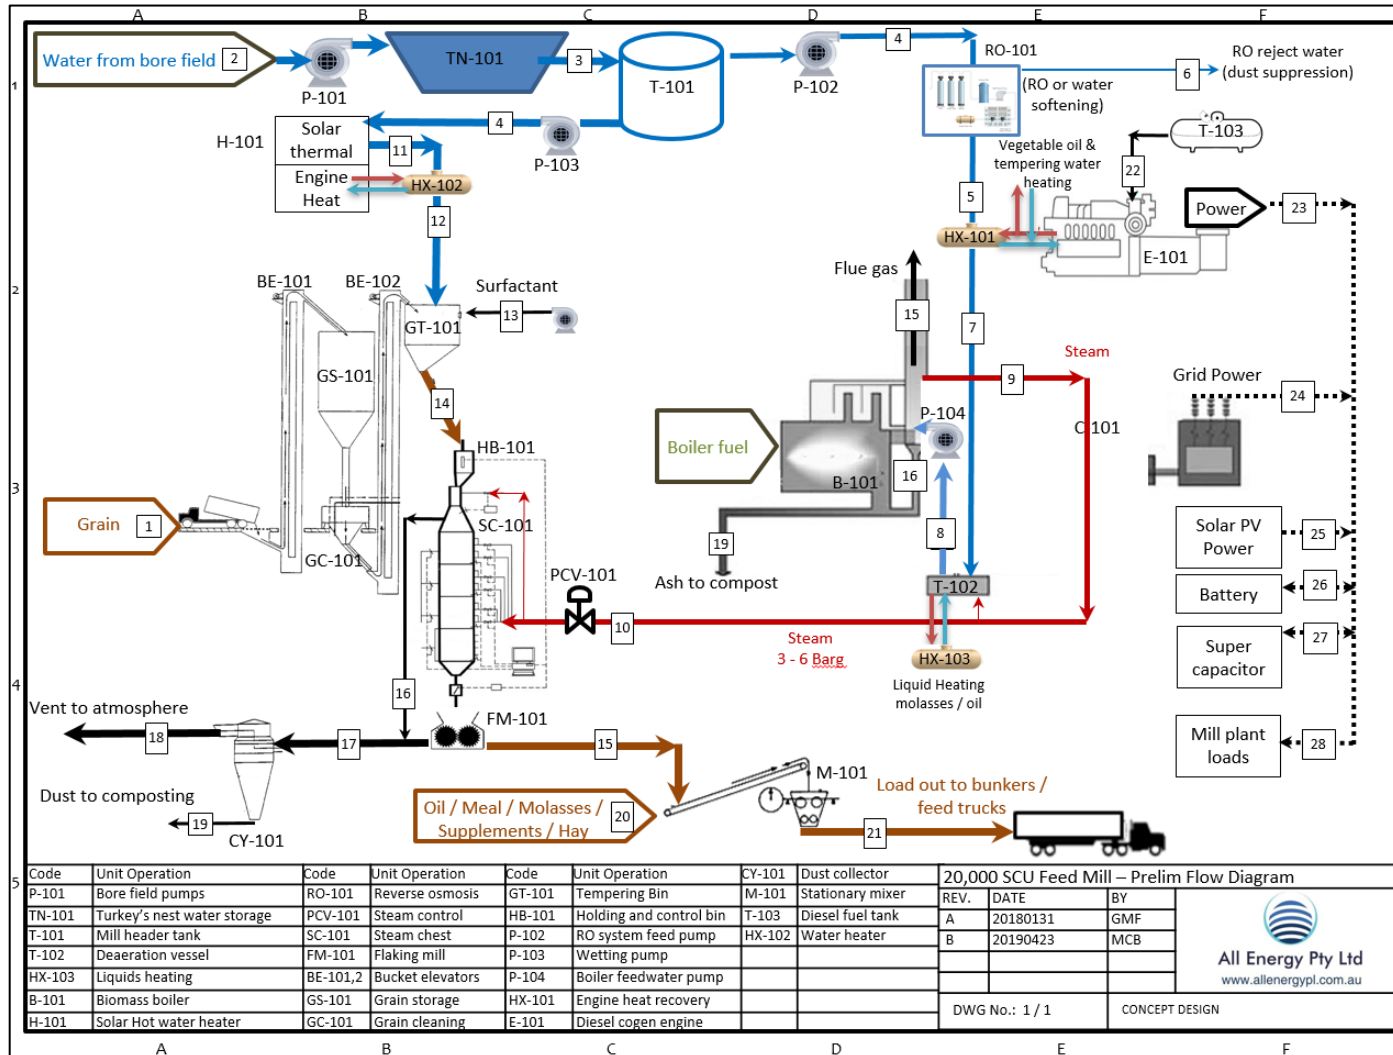 A B C D E F
1
2
3
4
5
Water from bore field 2
P-101
TN-101
3
T-101
P-102
4
RO-101
(RO or water
softening)
6
RO reject water
(dust suppression)
T-103
22
H-101
Solar
thermal
Engine
Heat
11
4
P-103
HX-102
12
Vegetable oil &
tempering water
heating
5
HX-101
E-101
Power
23
BE-101
BE-102
Surfactant
13
GT-101
GS-101
14
HB-101
Flue gas
15
7
Steam
9
C-101
Grid Power
24
P-104
Boiler fuel
B-101
16
Grain 1
GC-101
SC-101
19
Ash to compost
8
T-102
Solar PV
Power
25
Battery
26
Super
capacitor
27
PCV-101
10
Steam
3 - 6 Barg
HX-103
Liquid Heating
molasses / oil
16
Vent to atmosphere
18
17
FM-101
15
Mill plant
loads
28
Dust to composting
19
CY-101
Oil / Meal / Molasses /
Supplements / Hay
20
M-101
Load out to bunkers /
feed trucks
21
Code Unit Operation Code Unit Operation Code Unit Operation CY-101 Dust collector
P-101 Bore field pumps RO-101 Reverse osmosis GT-101 Tempering Bin M-101 Stationary mixer
TN-101 Turkey's nest water storage PCV-101 Steam control HB-101 Holding and control bin T-103 Diesel fuel tank
T-101 Mill header tank SC-101 Steam chest P-102 RO system feed pump HX-102 Water heater
T-102 Deaeration vessel FM-101 Flaking mill P-103 Wetting pump
HX-103 Liquids heating BE-101,2 Bucket elevators P-104 Boiler feedwater pump
B-101 Biomass boiler GS-101 Grain storage HX-101 Engine heat recovery
H-101 Solar Hot water heater GC-101 Grain cleaning E-101 Diesel cogen engine
20,000 SCU Feed Mill – Prelim Flow Diagram
REV. DATE BY
A 20180131 GMF
B 20190423 MCB
All Energy Pty Ltd
www.allenergypl.com.au
DWG No.: 1 / 1 CONCEPT DESIGN
A B C D E F